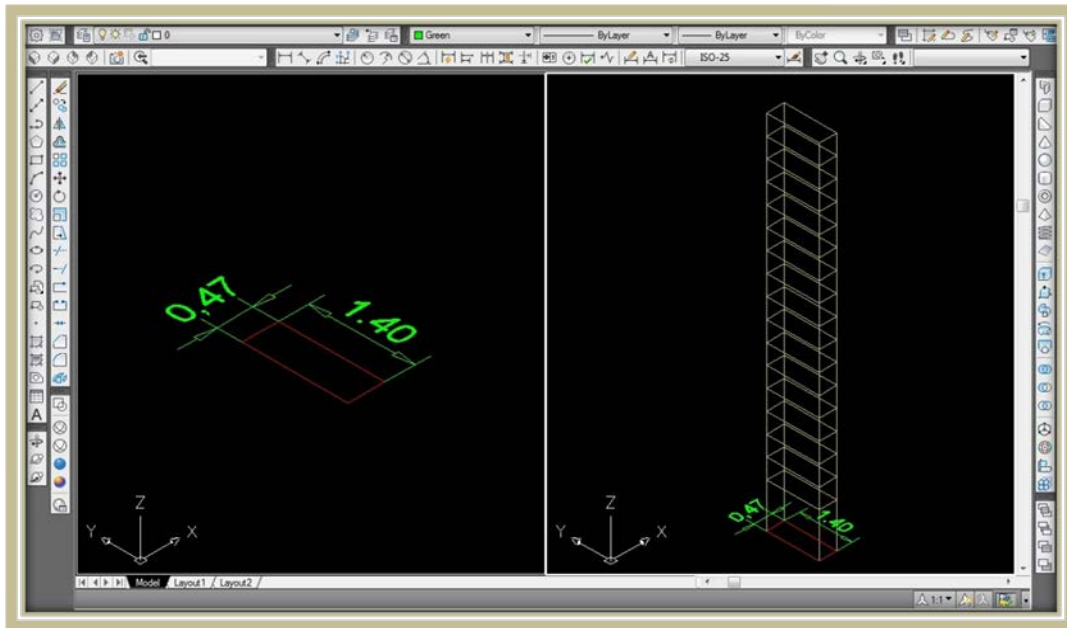 0
Green
ByLayer
ByLayer
ByColor
ISO-25
0,47
1.40
Z
Y
X
0,47
1.40
Z
Y
X
A
Model
Layout1
Layout2
1:1